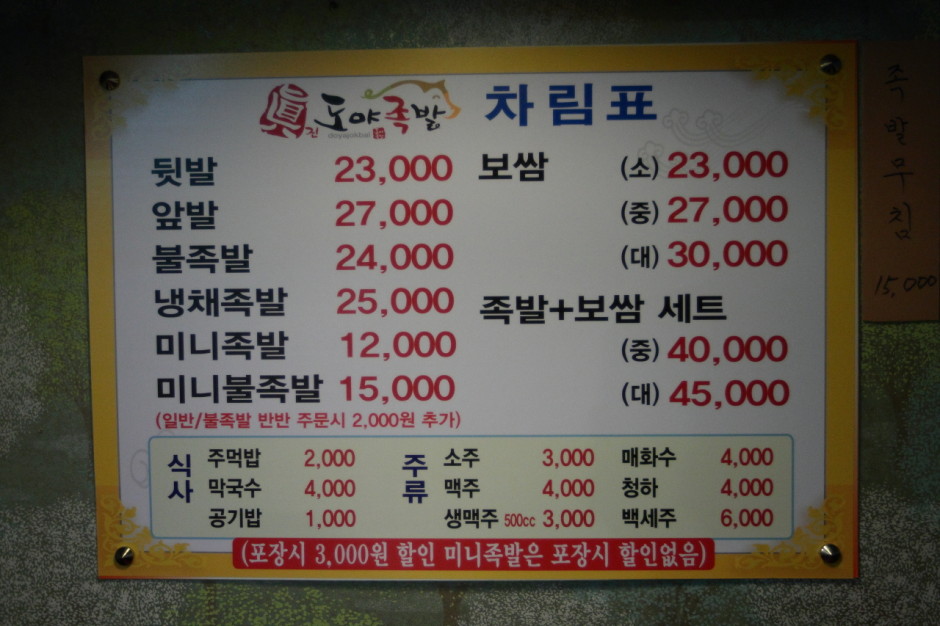 眞 진 도야족발 차림표
doyajokbal
뒷발 23,000
앞발 27,000
불족발 24,000
냉채족발 25,000
미니족발 12,000
미니불족발 15,000
(일반/불족발 반반 주문시 2,000원 추가)
보쌈 (소) 23,000
(중) 27,000
(대) 30,000
족발+보쌈 세트
(중) 40,000
(대) 45,000
식사
주먹밥 2,000
막국수 4,000
공기밥 1,000
주류
소주 3,000
맥주 4,000
생맥주 500cc 3,000
매화수 4,000
청하 4,000
백세주 6,000
(포장시 3,000원 할인 미니족발은 포장시 할인없음)
족발무침
15,000